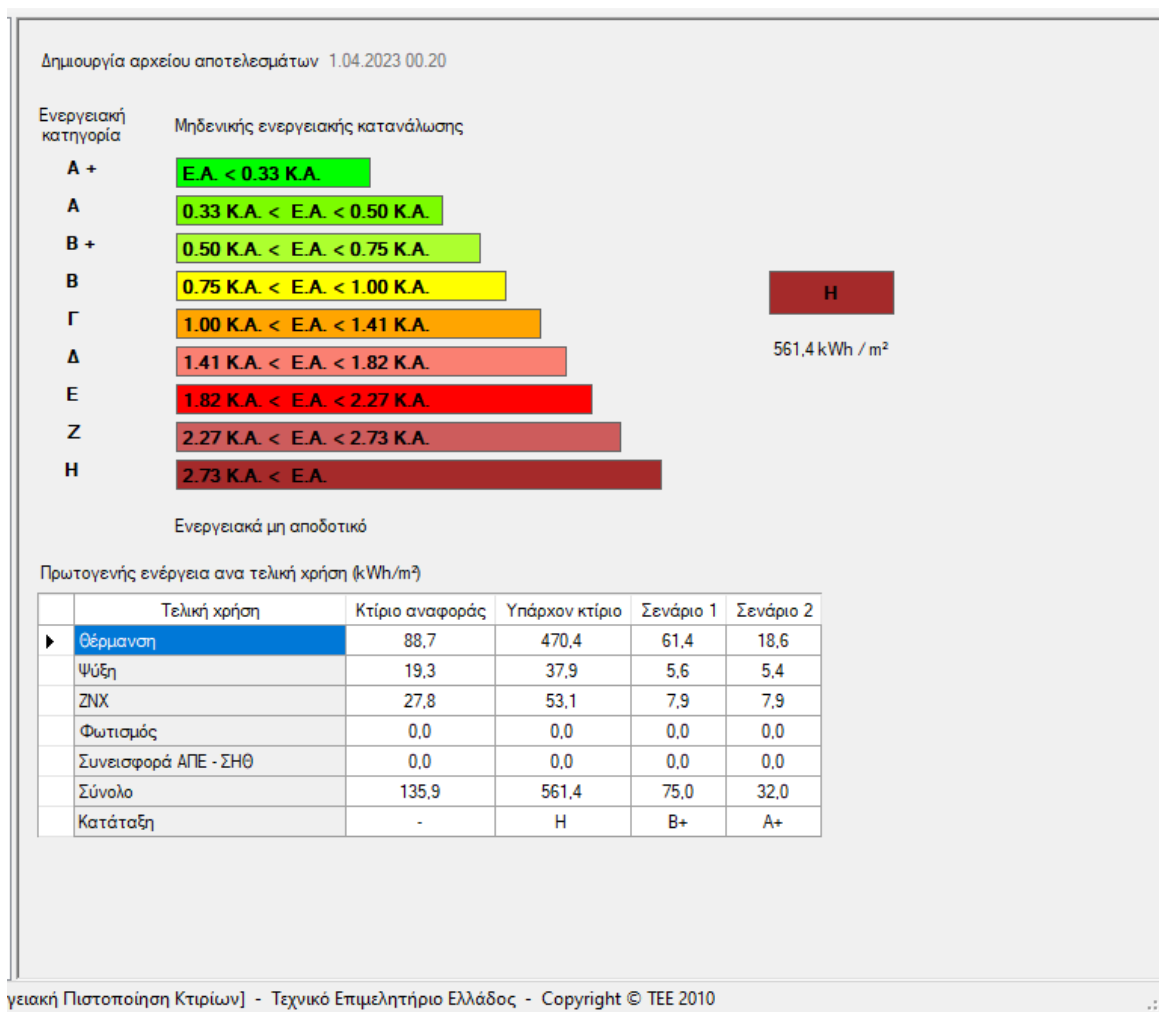 Δημιουργία αρχείου αποτελεσμάτων 1.04.2023 00.20
Ενεργειακή κατηγορία
Μηδενικής ενεργειακής κατανάλωσης
Α + Ε.Α. < 0.33 Κ.Α.
Α 0.33 Κ.Α. < Ε.Α. < 0.50 Κ.Α.
Β + 0.50 Κ.Α. < Ε.Α. < 0.75 Κ.Α.
Β 0.75 Κ.Α. < Ε.Α. < 1.00 Κ.Α.
Γ 1.00 Κ.Α. < Ε.Α. < 1.41 Κ.Α.
Δ 1.41 Κ.Α. < Ε.Α. < 1.82 Κ.Α.
Ε 1.82 Κ.Α. < Ε.Α. < 2.27 Κ.Α.
Ζ 2.27 Κ.Α. < Ε.Α. < 2.73 Κ.Α.
Η 2.73 Κ.Α. < Ε.Α.
Η
561,4 kWh / m²
Ενεργειακά μη αποδοτικό
Πρωτογενής ενέργεια ανα τελική χρήση (kWh/m²)
Τελική χρήση Κτίριο αναφοράς Υπάρχον κτίριο Σενάριο 1 Σενάριο 2
Θέρμανση 88,7 470,4 61,4 18,6
Ψύξη 19,3 37,9 5,6 5,4
ΖΝΧ 27,8 53,1 7,9 7,9
Φωτισμός 0,0 0,0 0,0 0,0
Συνεισφορά ΑΠΕ - ΣΗΘ 0,0 0,0 0,0 0,0
Σύνολο 135,9 561,4 75,0 32,0
Κατάταξη - Η Β+ Α+
γειακή Πιστοποίηση Κτιρίων] - Τεχνικό Επιμελητήριο Ελλάδος - Copyright © ΤΕΕ 2010